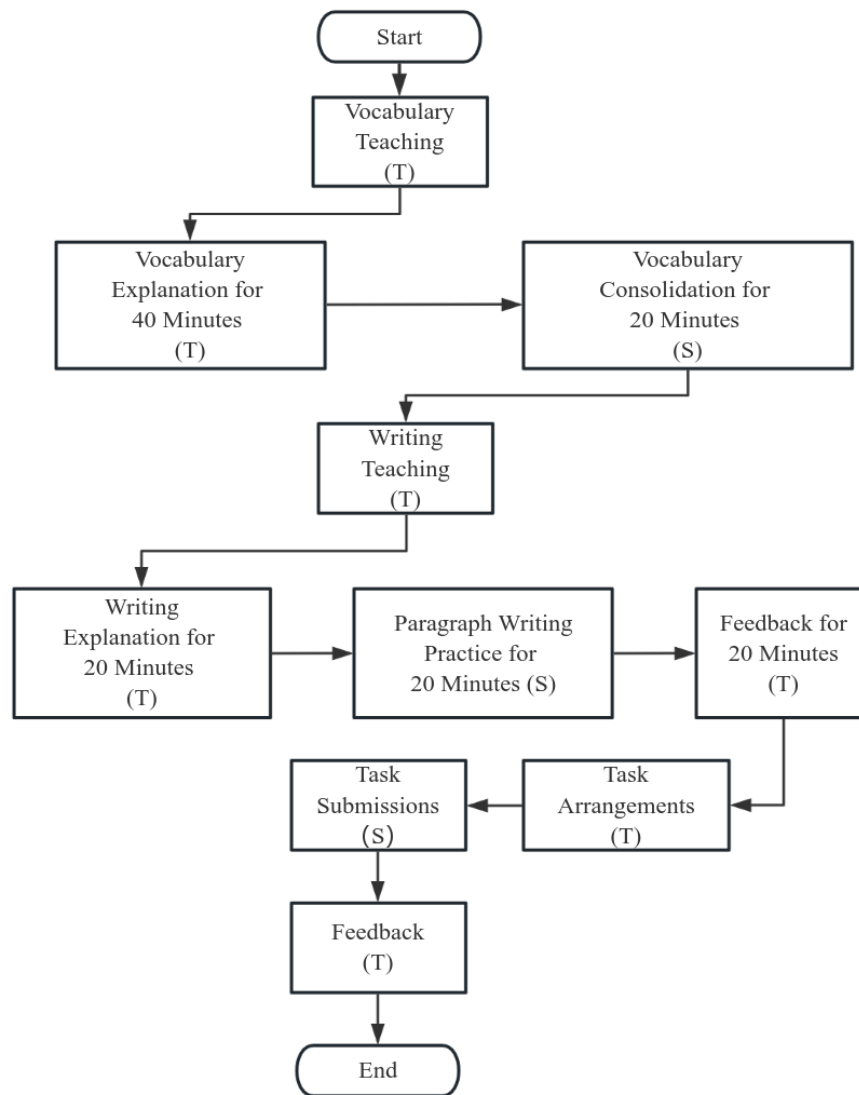 Start
Vocabulary
Teaching
(T)
Vocabulary
Explanation for
40 Minutes
(T)
Vocabulary
Consolidation for
20 Minutes
(S)
Writing
Teaching
(T)
Writing
Explanation for
20 Minutes
(T)
Paragraph Writing
Practice for
20 Minutes (S)
Feedback for
20 Minutes
(T)
Task
Arrangements
(T)
Task
Submissions
(S)
Feedback
(T)
End